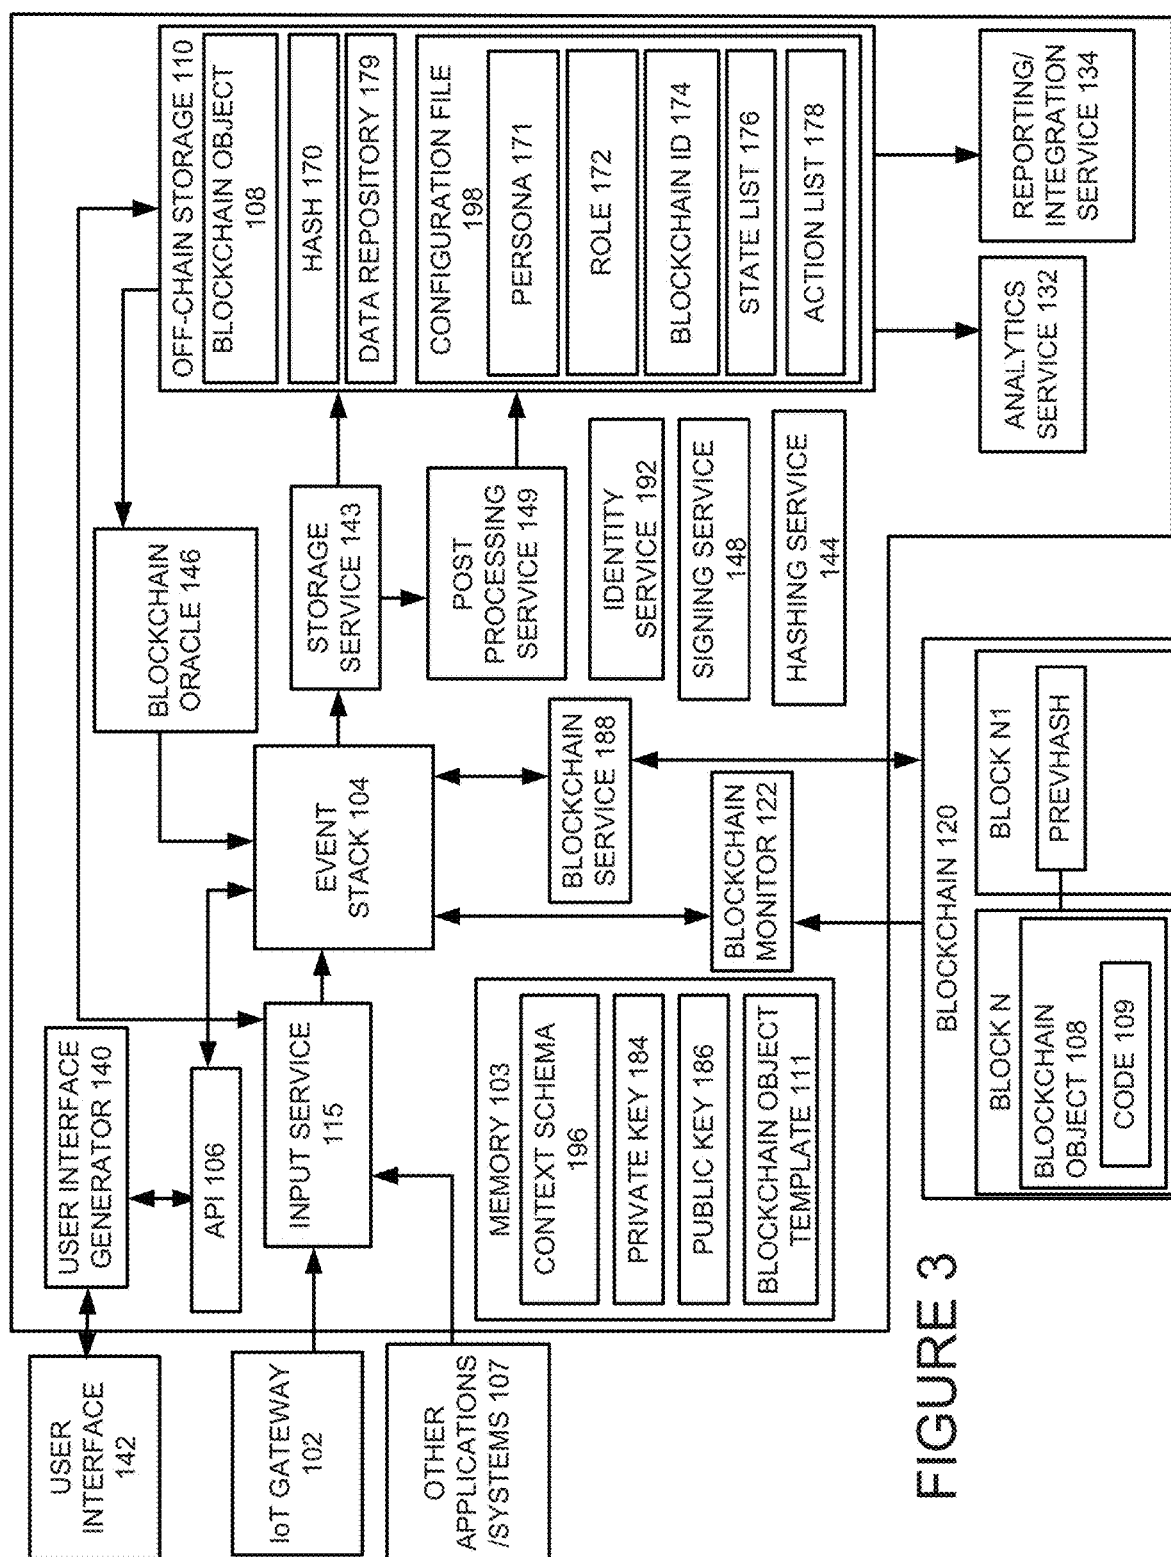 USER
INTERFACE
142
IoT GATEWAY
102
OTHER
APPLICATIONS
/SYSTEMS 107
USER INTERFACE
GENERATOR 140
API 106
INPUT SERVICE
115
MEMORY 103
CONTEXT SCHEMA
196
PRIVATE KEY 184
PUBLIC KEY 186
BLOCKCHAIN OBJECT
TEMPLATE 111
EVENT
STACK 104
BLOCKCHAIN
ORACLE 146
STORAGE
SERVICE 143
POST
PROCESSING
SERVICE 149
BLOCKCHAIN
SERVICE 188
BLOCKCHAIN
MONITOR 122
IDENTITY
SERVICE 192
SIGNING SERVICE
148
HASHING SERVICE
144
OFF-CHAIN STORAGE 110
BLOCKCHAIN OBJECT
108
HASH 170
DATA REPOSITORY 179
CONFIGURATION FILE
198
PERSONA 171
ROLE 172
BLOCKCHAIN ID 174
STATE LIST 176
ACTION LIST 178
ANALYTICS
SERVICE 132
REPORTING/
INTEGRATION
SERVICE 134
BLOCKCHAIN 120
BLOCK N
BLOCKCHAIN
OBJECT 108
CODE 109
BLOCK N1
PREVHASH
FIGURE 3